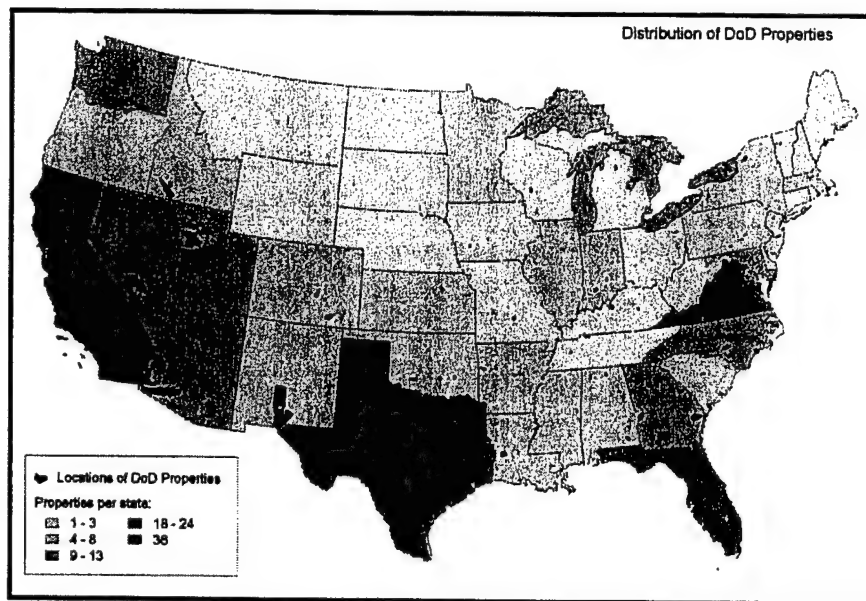 Distribution of DoD Properties
Locations of DoD Properties
Properties per state:
1 - 3
18 - 24
4 - 8
36
9 - 13